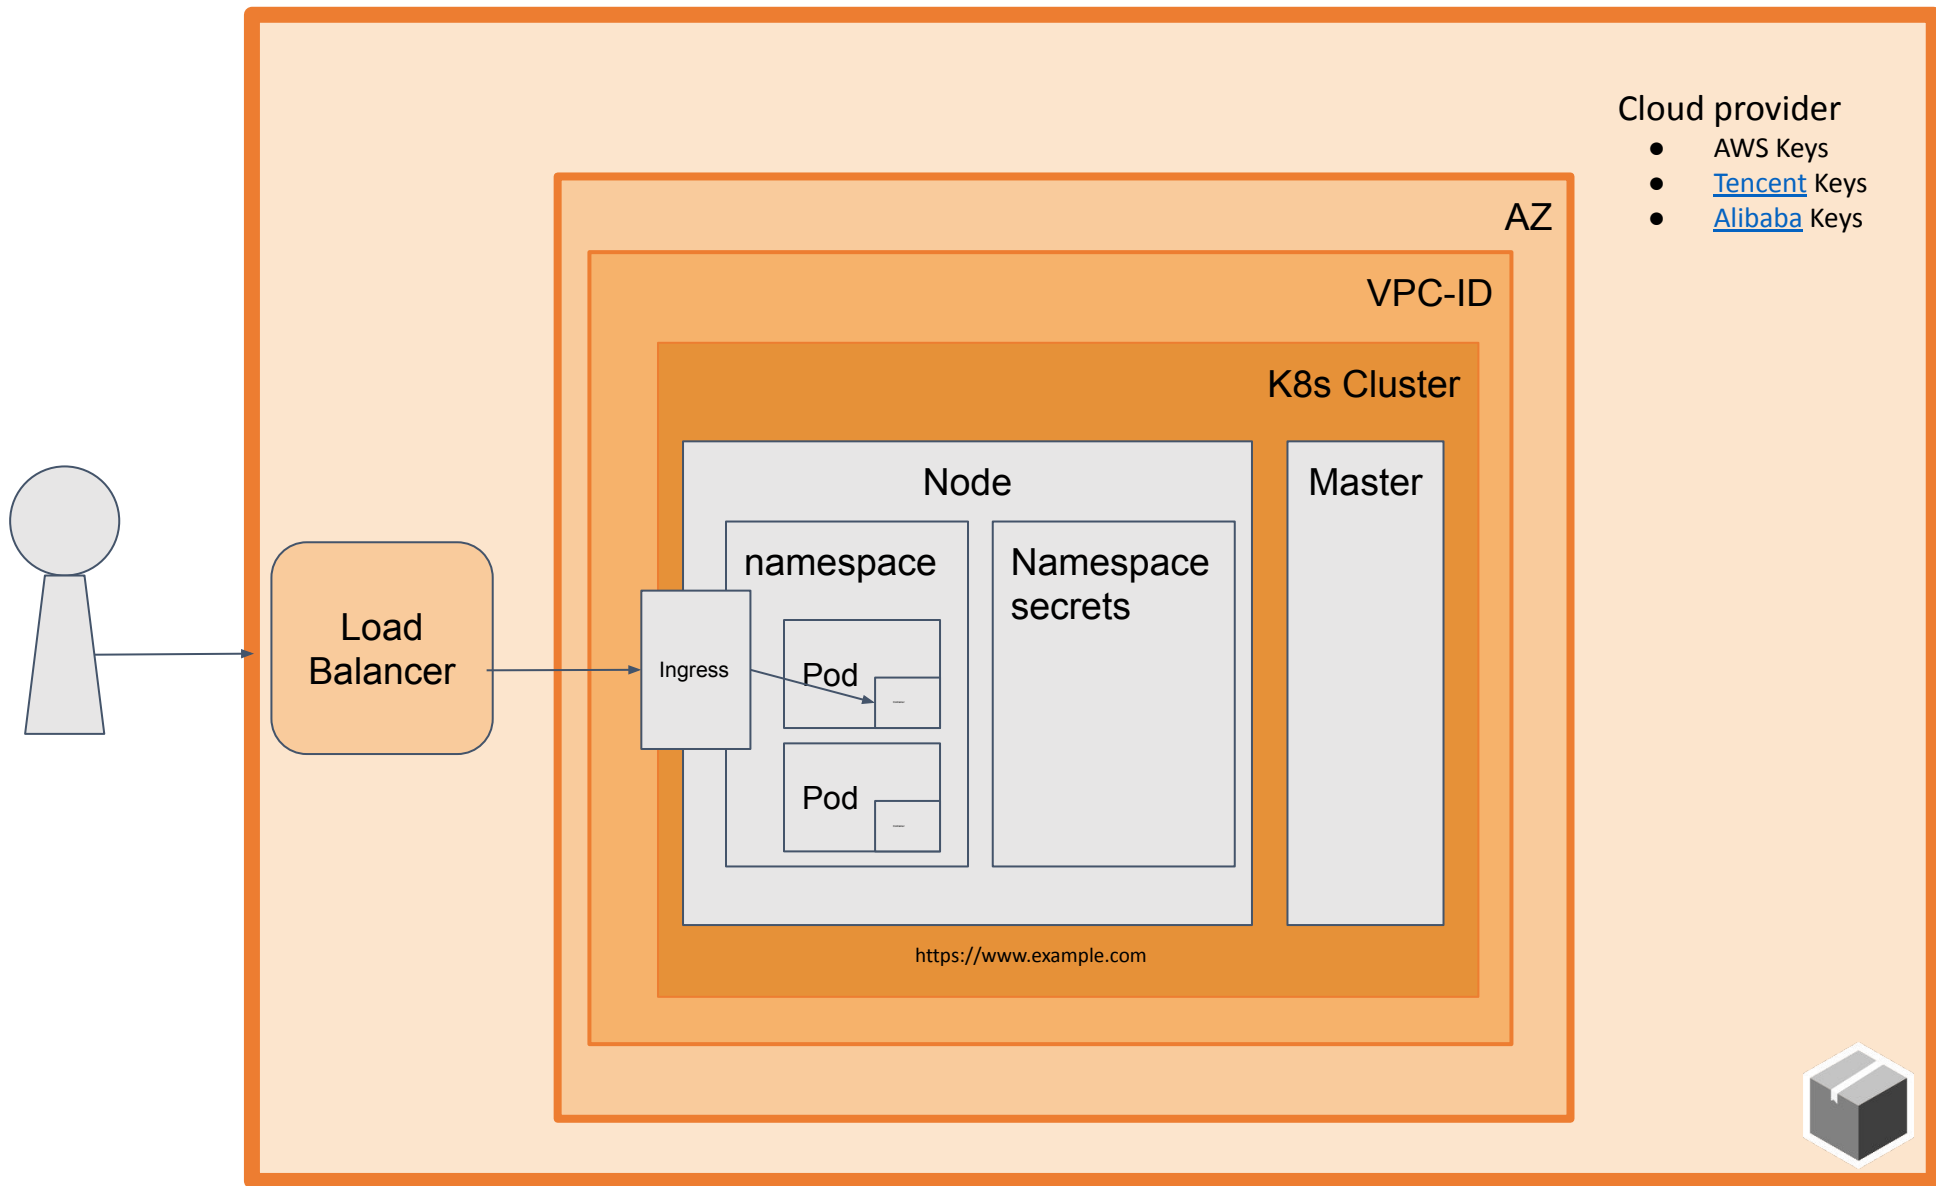 Cloud provider
● AWS Keys
● Tencent Keys
● Alibaba Keys
AZ
VPC-ID
K8s Cluster
Node
Master
namespace
Namespace
secrets
Load
Balancer
Ingress
Pod
Pod
https://www.example.com